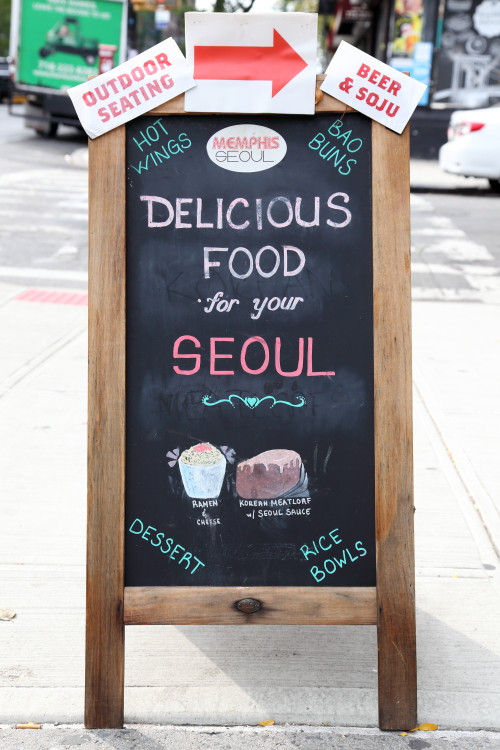 OUTDOOR
SEATING
BEER
& SOJU
HOT
WINGS
MEMPHIS
SEOUL
BAO
BUNS
DELICIOUS
FOOD
for your
SEOUL
RAMEN
&
CHEESE
KOREAN MEATLOAF
w/ SEOUL SAUCE
DESSERT
RICE
BOWLS